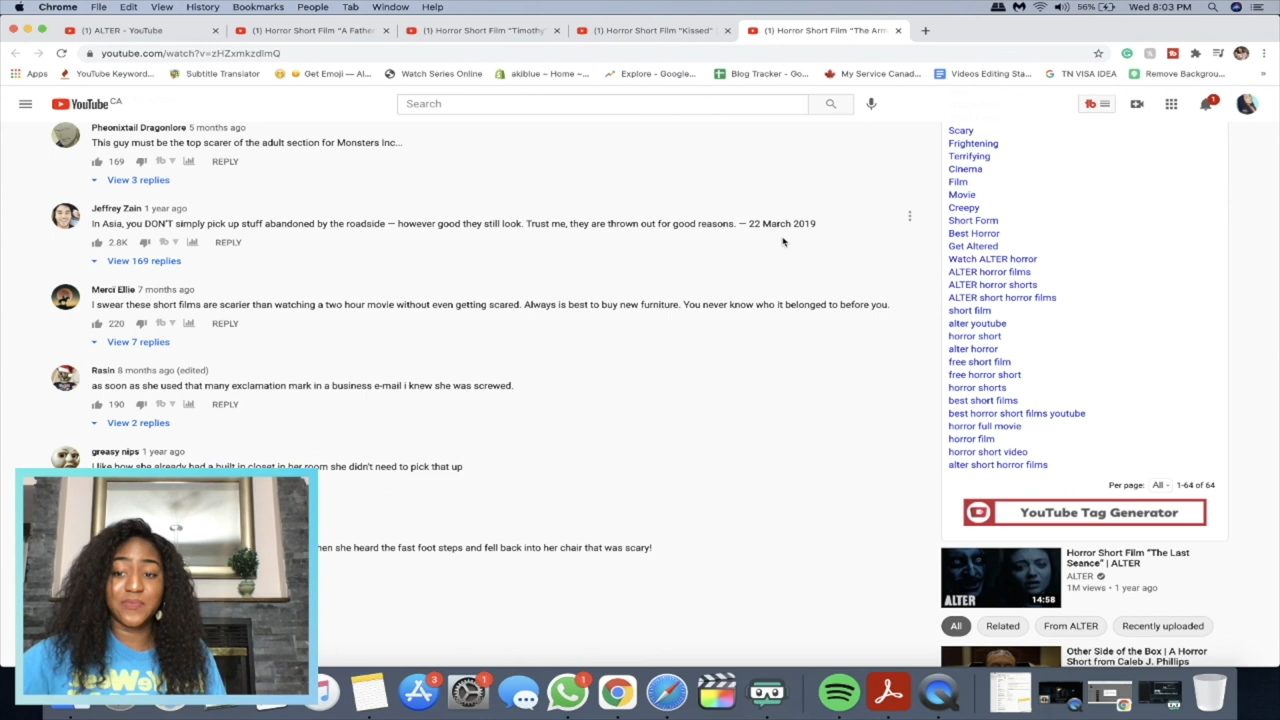 Chrome File Edit View History Bookmarks People Tab Window Help 56% Wed 8:03 PM
(1) ALTER - YouTube × (1) Horror Short Film "A Father × (1) Horror Short Film "Timothy × (1) Horror Short Film "Kissed" × (1) Horror Short Film "The Arm ×
youtube.com/watch?v=zHZxmkzdlmQ
Apps YouTube Keyword... Subtitle Translator Get Emoji — Al... Watch Series Online akiblue ~ Home ~... Explore - Google... Blog Tracker - Go... My Service Canad... Videos Editing Sta... TN VISA IDEA Remove Backgrou... »
YouTube CA Search tb 1
Pheonixtail Dragonlore 5 months ago
This guy must be the top scarer of the adult section for Monsters Inc...
169 tb REPLY
View 3 replies
Jeffrey Zain 1 year ago
In Asia, you DON'T simply pick up stuff abandoned by the roadside — however good they still look. Trust me, they are thrown out for good reasons. — 22 March 2019
2.8K tb REPLY
View 169 replies
Merci Ellie 7 months ago
I swear these short films are scarier than watching a two hour movie without even getting scared. Always is best to buy new furniture. You never know who it belonged to before you.
220 tb REPLY
View 7 replies
Rasin 8 months ago (edited)
as soon as she used that many exclamation mark in a business e-mail i knew she was screwed.
190 tb REPLY
View 2 replies
greasy nips 1 year ago
I like how she already had a built in closet in her room she didn't need to pick that up
hen she heard the fast foot steps and fell back into her chair that was scary!
Scary
Frightening
Terrifying
Cinema
Film
Movie
Creepy
Short Form
Best Horror
Get Altered
Watch ALTER horror
ALTER horror films
ALTER horror shorts
ALTER short horror films
short film
alter youtube
horror short
alter horror
free short film
free horror short
horror shorts
best short films
best horror short films youtube
horror full movie
horror film
horror short video
alter short horror films
Per page: All 1-64 of 64
YouTube Tag Generator
Horror Short Film "The Last
Seance" | ALTER
ALTER
1M views • 1 year ago
ALTER 14:58
All Related From ALTER Recently uploaded
Other Side of the Box | A Horror
Short from Caleb J. Phillips
3 1 1